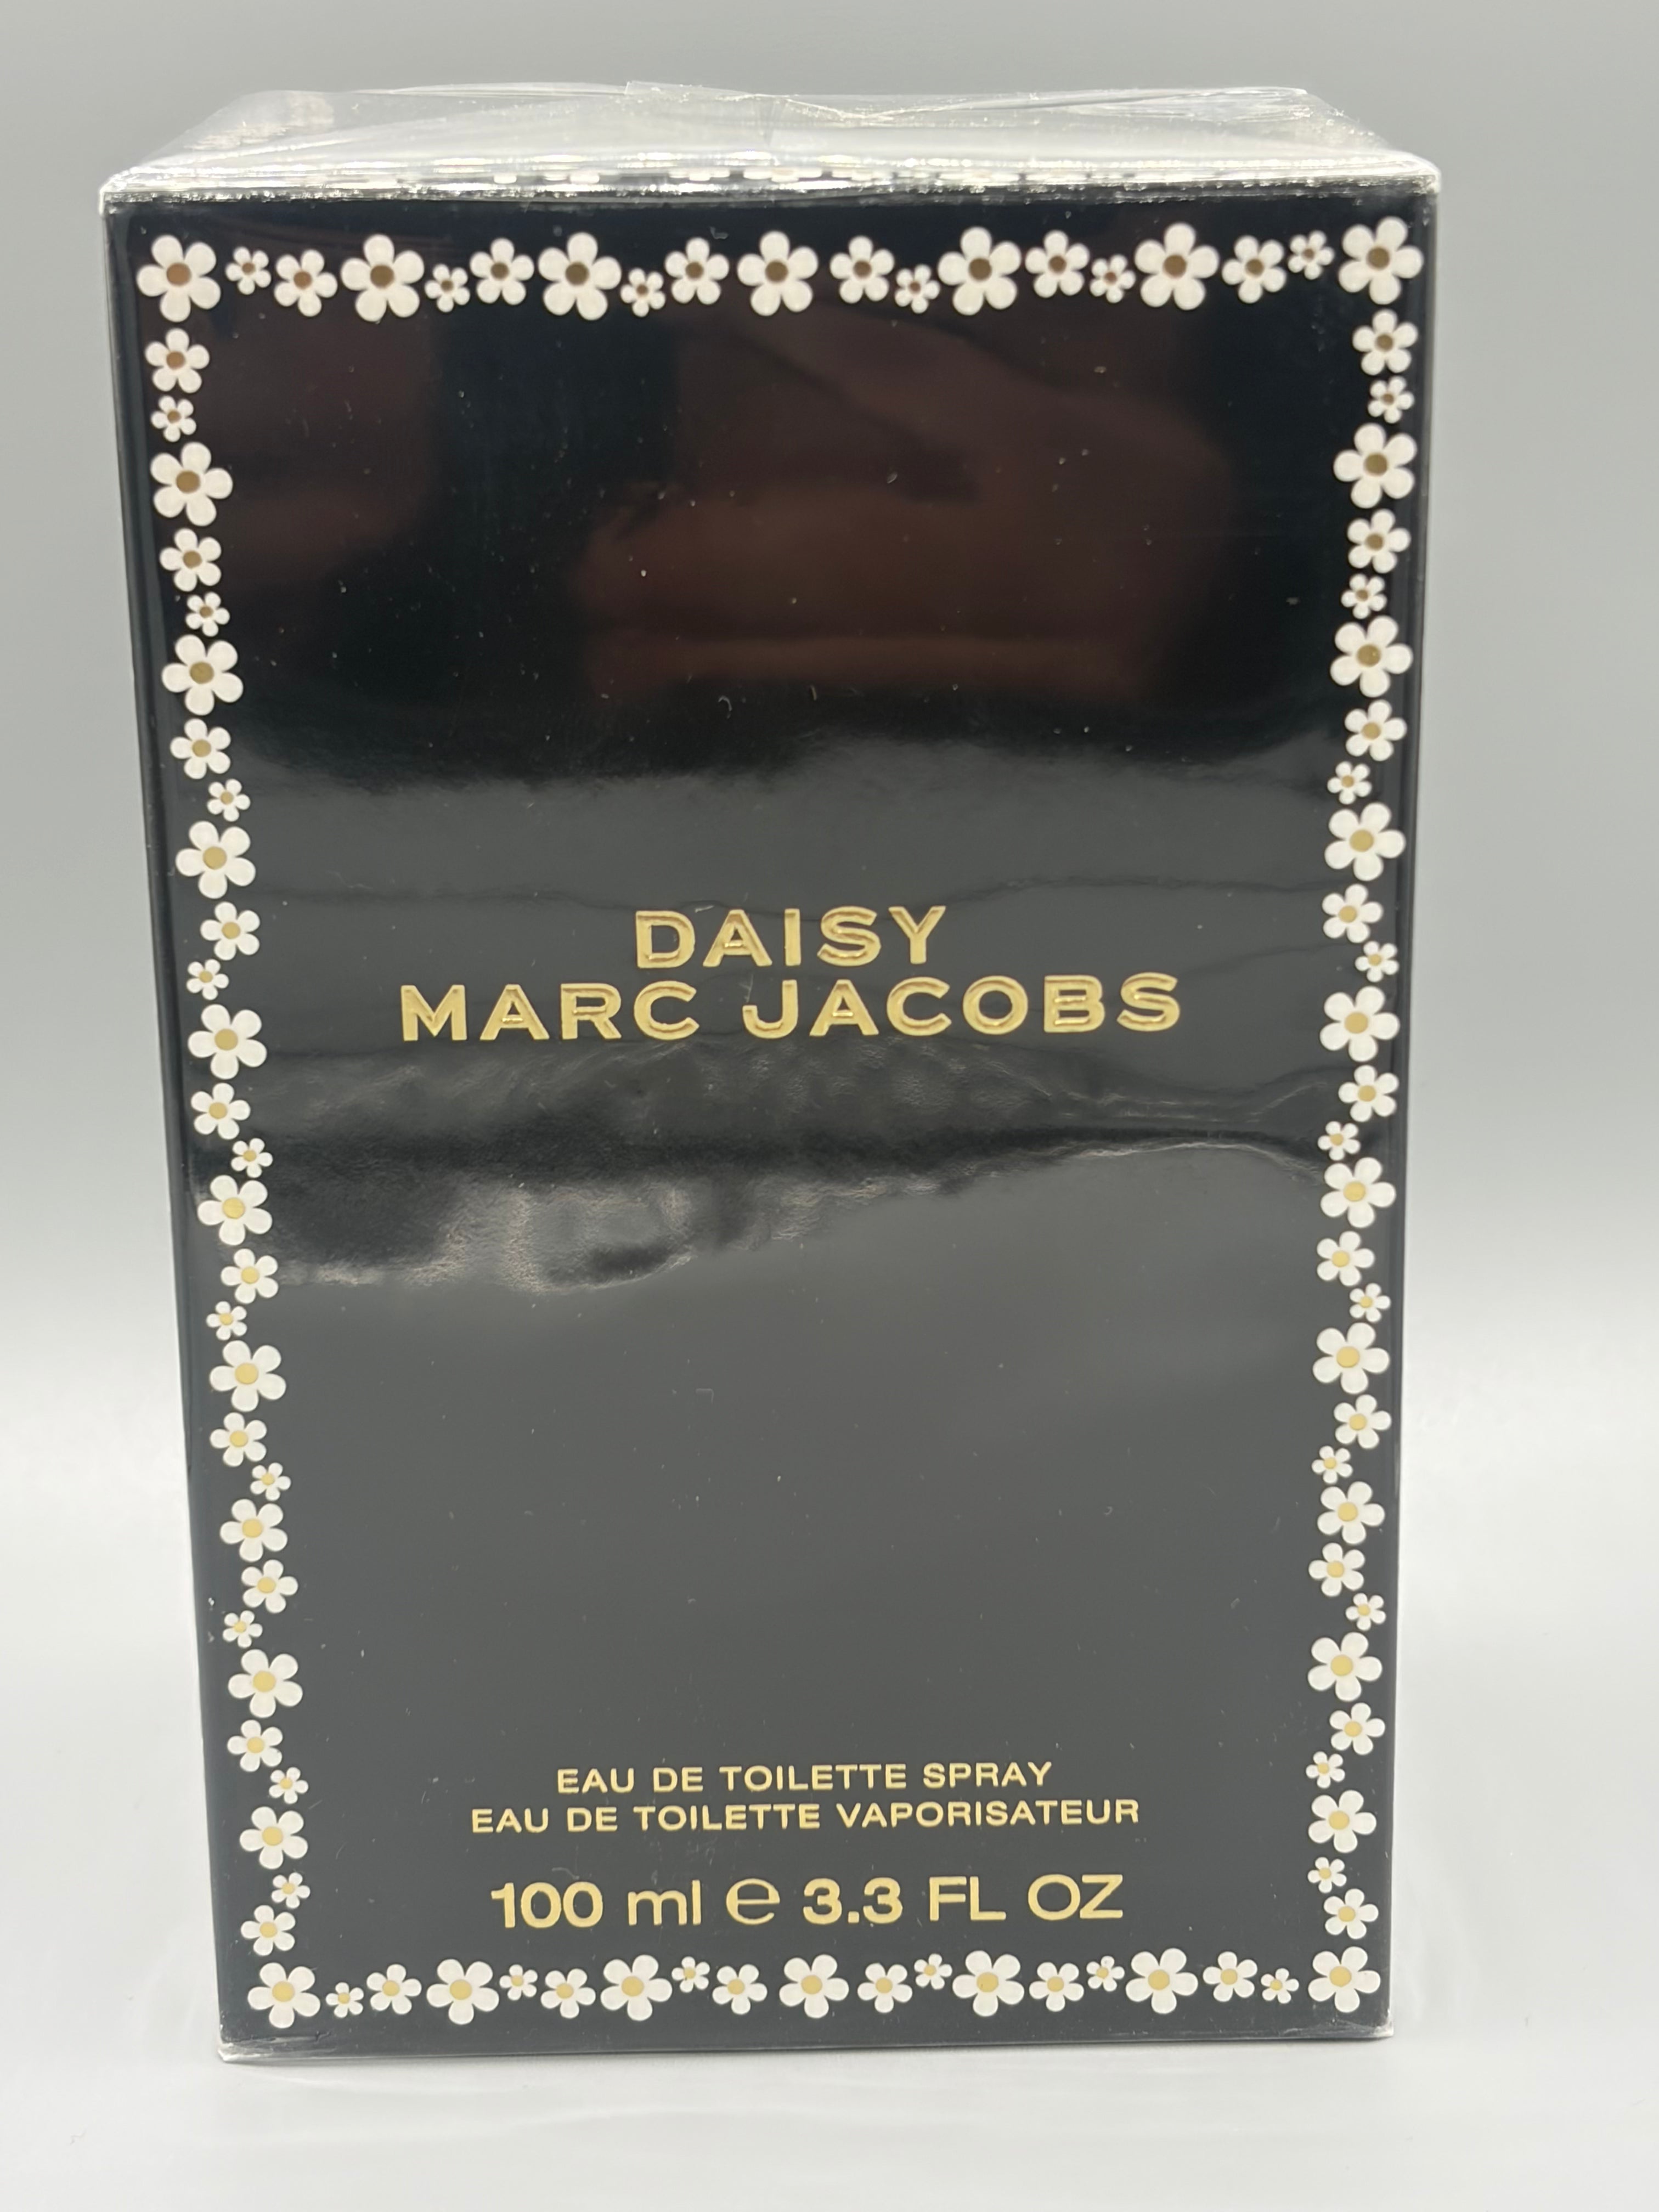 DAISY
MARC JACOBS
EAU DE TOILETTE SPRAY
EAU DE TOILETTE VAPORISATEUR
100 ml ℮ 3.3 FL OZ